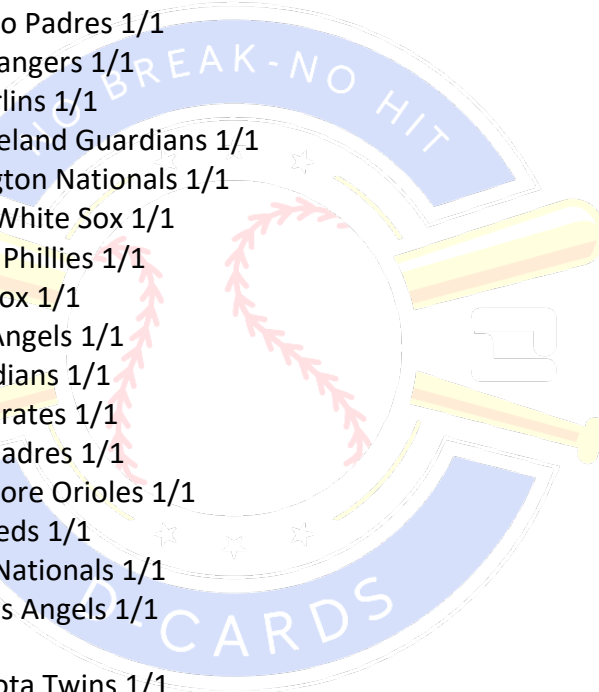 o Padres 1/1
angers 1/1
rlins 1/1
eland Guardians 1/1
gton Nationals 1/1
White Sox 1/1
Phillies 1/1
ox 1/1
Angels 1/1
dians 1/1
rates 1/1
adres 1/1
ore Orioles 1/1
eds 1/1
Nationals 1/1
s Angels 1/1
ota Twins 1/1
NO BREAK-NO HIT
D-CARDS